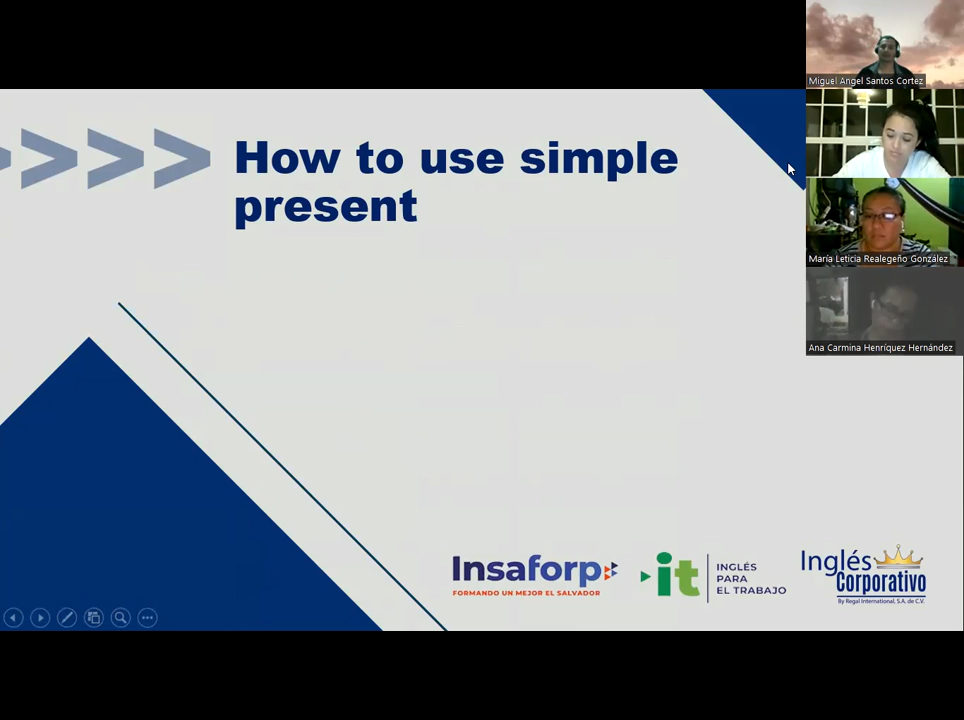 How to use simple
present
Miguel Angel Santos Cortez
María Leticia Realegeño González
Ana Carmina Henríquez Hernández
Insaforp
FORMANDO UN MEJOR EL SALVADOR
it
INGLÉS
PARA
EL TRABAJO
Inglés
Corporativo
By Regal International, S.A. de C.V.